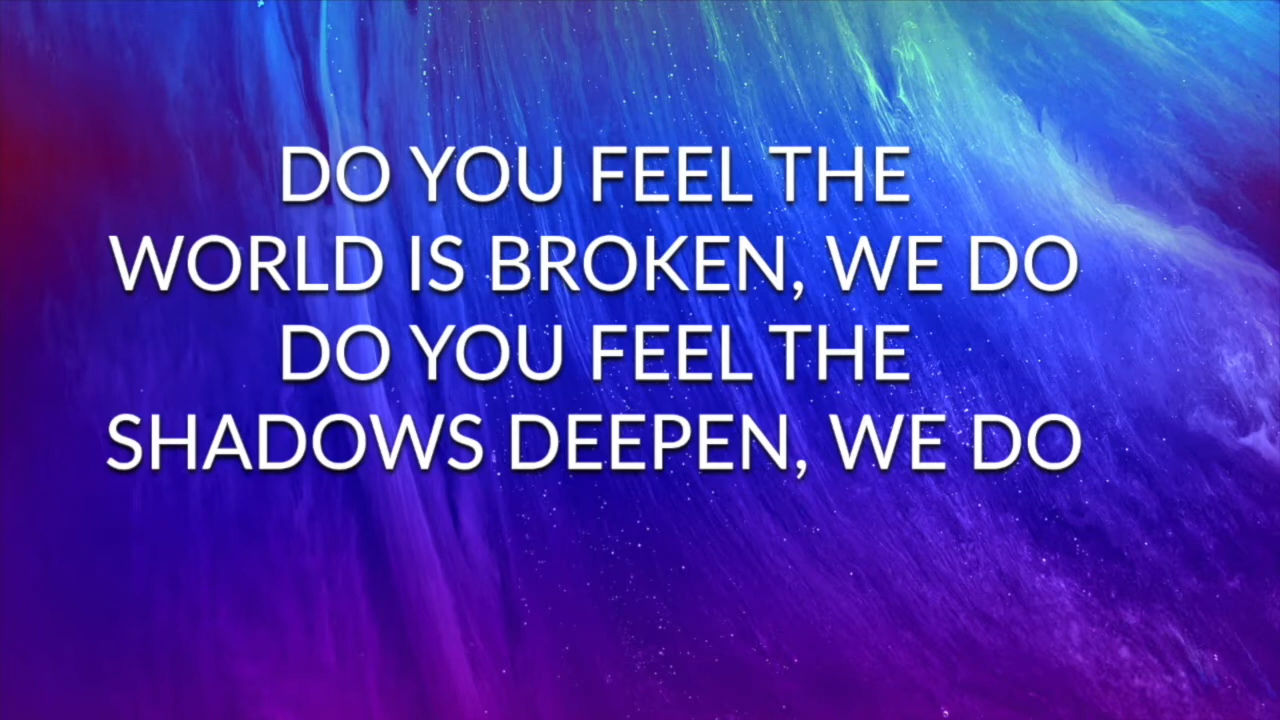 DO YOU FEEL THE
WORLD IS BROKEN, WE DO
DO YOU FEEL THE
SHADOWS DEEPEN, WE DO